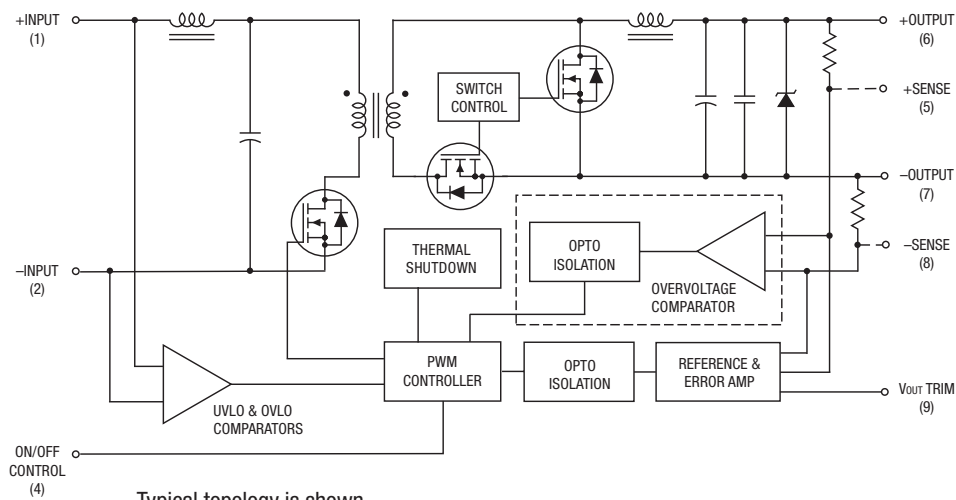 +INPUT
(1)
+OUTPUT
(6)
SWITCH
CONTROL
+SENSE
(5)
–OUTPUT
(7)
–INPUT
(2)
THERMAL
SHUTDOWN
OPTO
ISOLATION
OVERVOLTAGE
COMPARATOR
–SENSE
(8)
PWM
CONTROLLER
OPTO
ISOLATION
REFERENCE &
ERROR AMP
UVLO & OVLO
COMPARATORS
VOUT TRIM
(9)
ON/OFF
CONTROL
(4)
Typical topology is shown